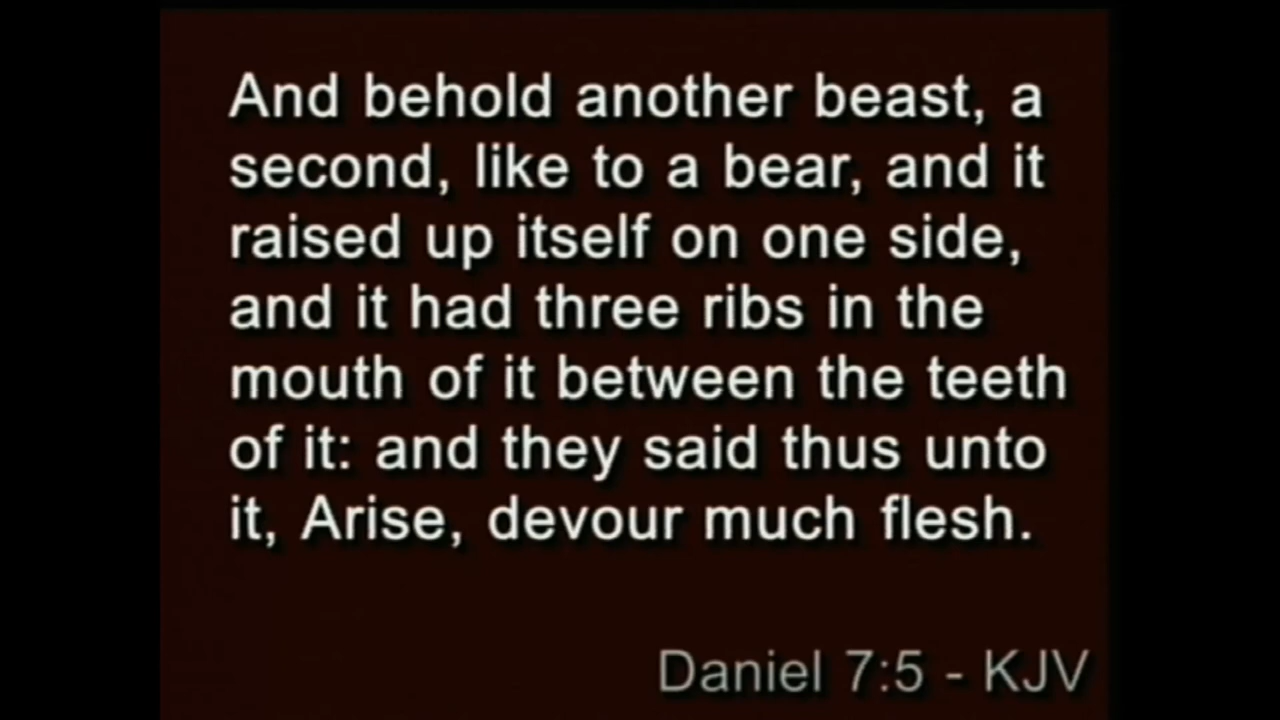 And behold another beast, a
second, like to a bear, and it
raised up itself on one side,
and it had three ribs in the
mouth of it between the teeth
of it: and they said thus unto
it, Arise, devour much flesh.
Daniel 7:5 - KJV